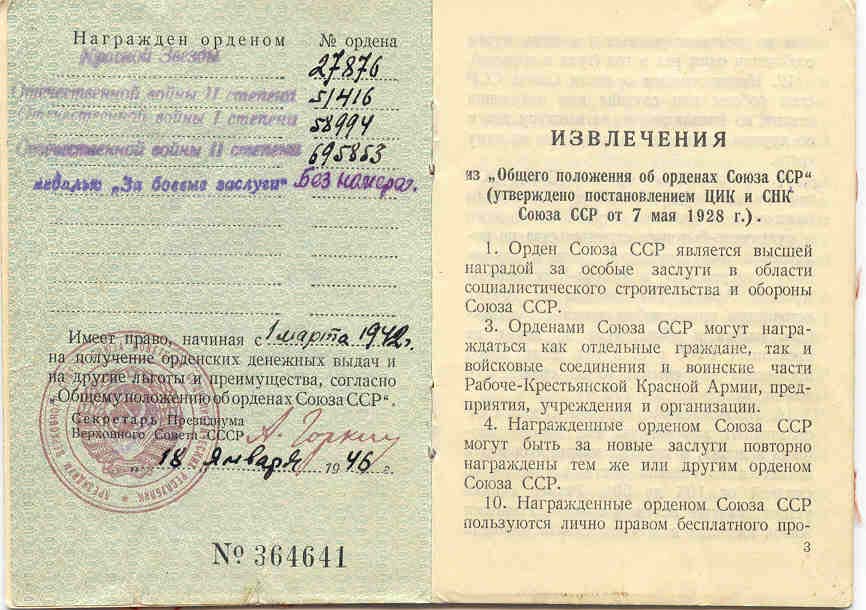 Награжден орденом № ордена
Красной Звезды 27876
Отечественной войны II степени 51416
Отечественной войны I степени 58994
Отечественной войны II степени 695853
медалью „За боевые заслуги" Без номера.
Имеет право, начиная с 1 марта 1942г.
на получение орденских денежных выдач и
на другие льготы и преимущества, согласно
„Общему положению об орденах Союза ССР".
Секретарь Президиума
Верховного Совета СССР А. Горкин
18 Января 1946 г.
№ 364641
ИЗВЛЕЧЕНИЯ
из „Общего положения об орденах Союза ССР"
(утверждено постановлением ЦИК и СНК
Союза ССР от 7 мая 1928 г.).
1. Орден Союза ССР является высшей
наградой за особые заслуги в области
социалистического строительства и обороны
Союза ССР.
3. Орденами Союза ССР могут награ-
ждаться как отдельные граждане, так и
войсковые соединения и воинские части
Рабоче-Крестьянской Красной Армии, пред-
приятия, учреждения и организации.
4. Награжденные орденом Союза ССР
могут быть за новые заслуги повторно
награждены тем же или другим орденом
Союза ССР.
10. Награжденные орденом Союза ССР
пользуются лично правом бесплатного про-
3